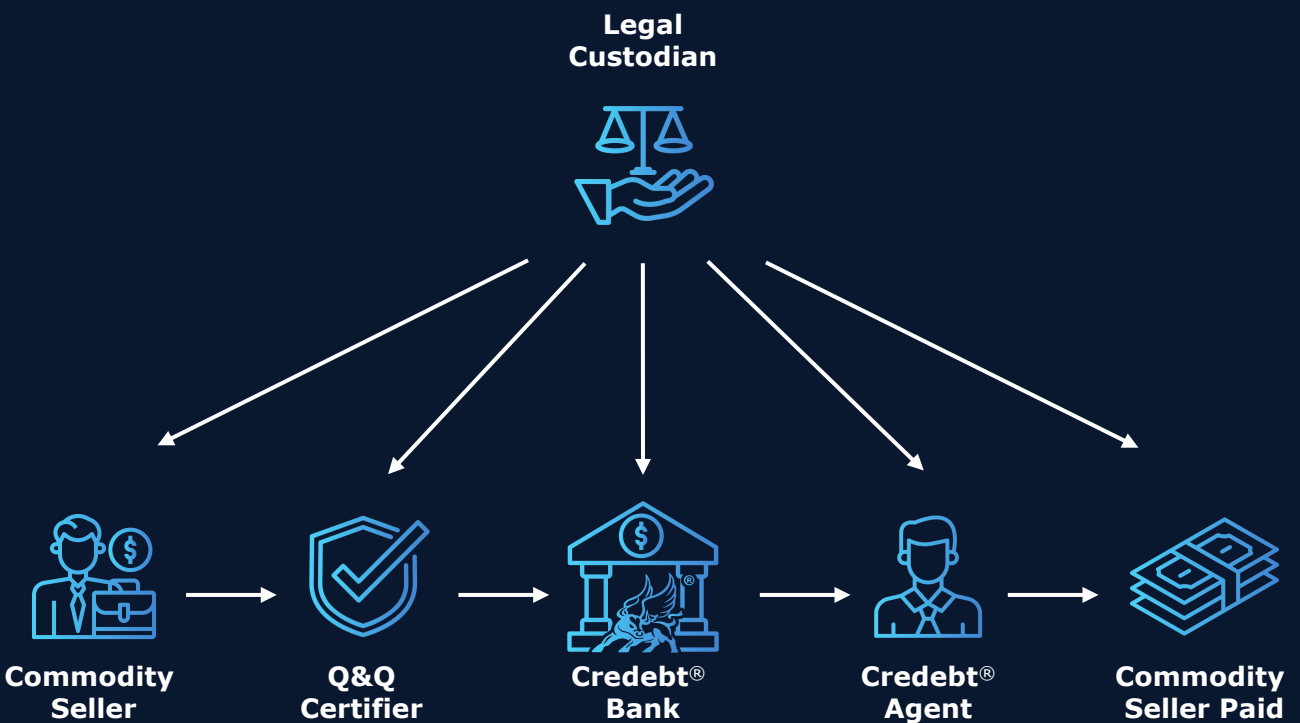 Legal
Custodian
$
$
®
Commodity
Seller
Q&Q
Certifier
Credebt®
Bank
Credebt®
Agent
Commodity
Seller Paid